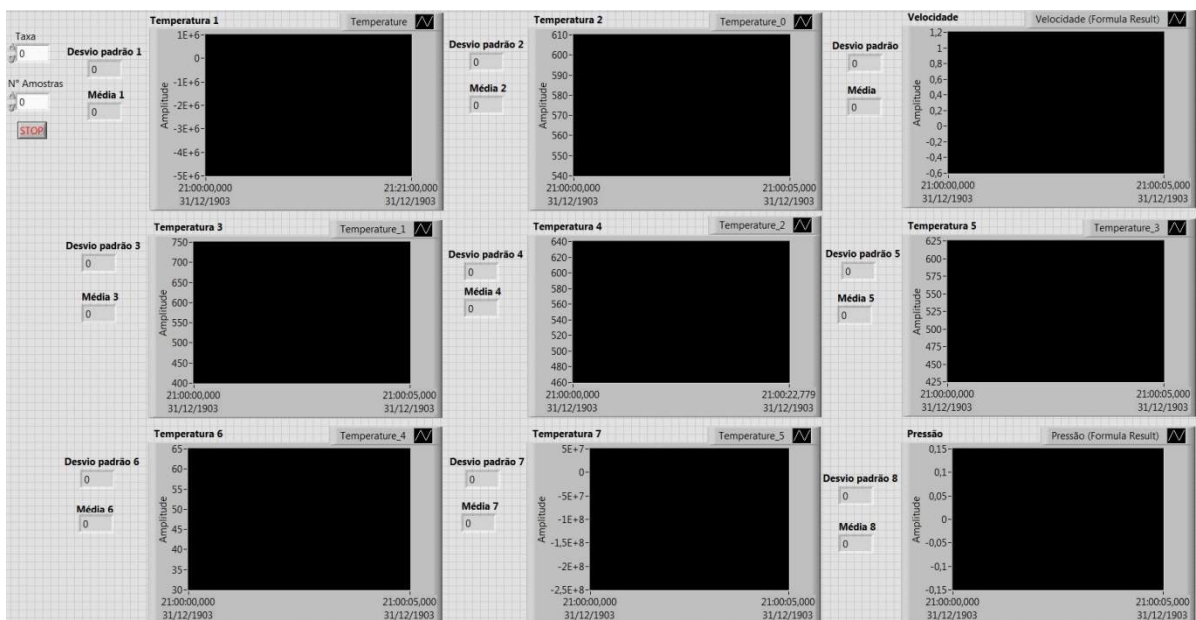 Taxa
0
N° Amostras
0
STOP
Desvio padrão 1
0
Média 1
0
Temperatura 1
Temperature
Amplitude
1E+6
0
-1E+6
-2E+6
-3E+6
-4E+6
-5E+6
21:00:00,000
31/12/1903
21:21:00,000
31/12/1903
Desvio padrão 2
0
Média 2
0
Temperatura 2
Temperature_0
Amplitude
610
600
590
580
570
560
550
540
21:00:00,000
31/12/1903
21:00:05,000
31/12/1903
Desvio padrão
0
Média
0
Velocidade
Velocidade (Formula Result)
Amplitude
1,2
1
0,8
0,6
0,4
0,2
0
-0,2
-0,4
-0,6
21:00:00,000
31/12/1903
21:00:05,000
31/12/1903
Desvio padrão 3
0
Média 3
0
Temperatura 3
Temperature_1
Amplitude
750
700
650
600
550
500
450
400
21:00:00,000
31/12/1903
21:00:05,000
31/12/1903
Desvio padrão 4
0
Média 4
0
Temperatura 4
Temperature_2
Amplitude
640
620
600
580
560
540
520
500
480
460
21:00:00,000
31/12/1903
21:00:22,779
31/12/1903
Desvio padrão 5
0
Média 5
0
Temperatura 5
Temperature_3
Amplitude
625
600
575
550
525
500
475
450
425
21:00:00,000
31/12/1903
21:00:05,000
31/12/1903
Desvio padrão 6
0
Média 6
0
Temperatura 6
Temperature_4
Amplitude
65
60
55
50
45
40
35
30
21:00:00,000
31/12/1903
21:00:05,000
31/12/1903
Desvio padrão 7
0
Média 7
0
Temperatura 7
Temperature_5
Amplitude
5E+7
0
-5E+7
-1E+8
-1,5E+8
-2E+8
-2,5E+8
21:00:00,000
31/12/1903
21:00:05,000
31/12/1903
Desvio padrão 8
0
Média 8
0
Pressão
Pressão (Formula Result)
Amplitude
0,15
0,1
0,05
0
-0,05
-0,1
-0,15
21:00:00,000
31/12/1903
21:00:05,000
31/12/1903